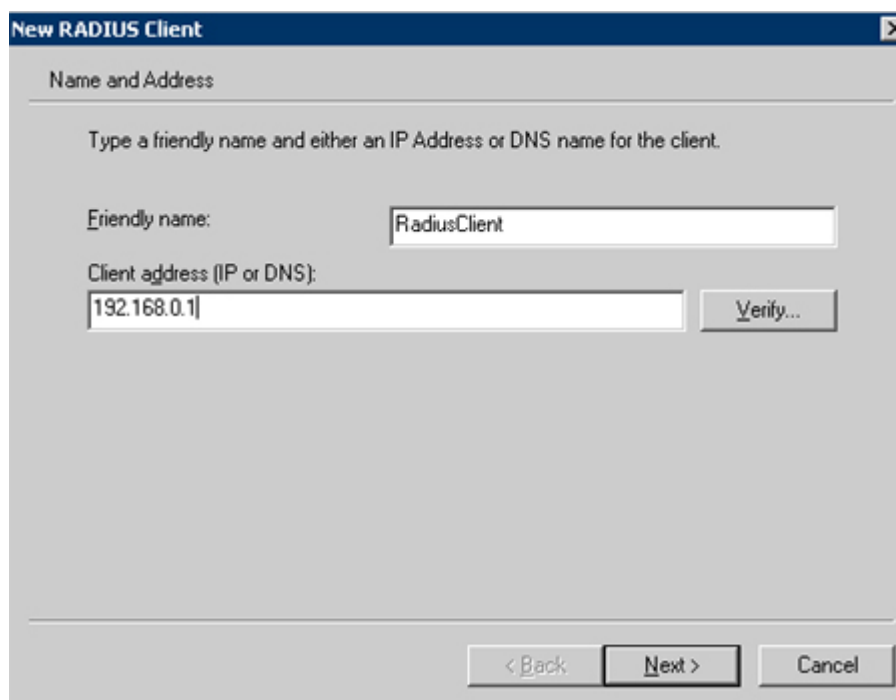 New RADIUS Client
Name and Address
Type a friendly name and either an IP Address or DNS name for the client.
Friendly name:
RadiusClient
Client address (IP or DNS):
192.168.0.1
Verify...
< Back
Next >
Cancel